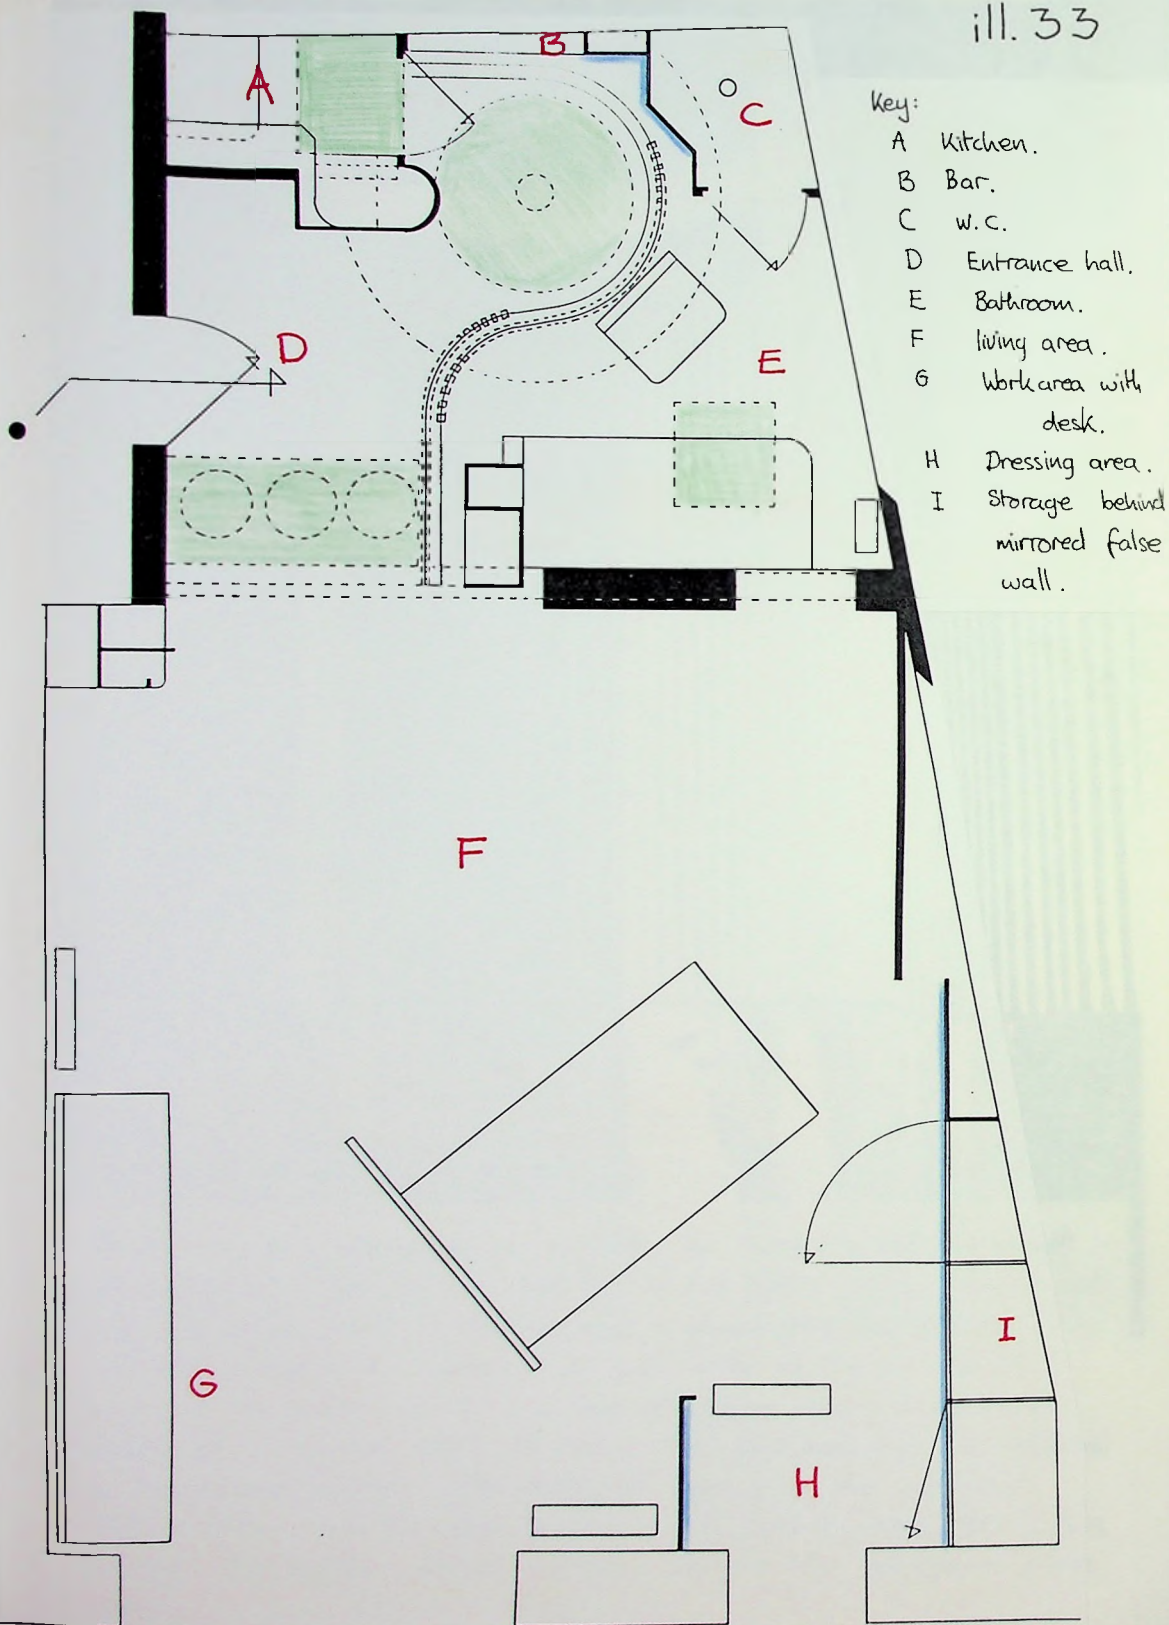 ill. 33
Key:
A Kitchen.
B Bar.
C W.C.
D Entrance hall.
E Bathroom.
F living area.
G Work area with
desk.
H Dressing area.
I Storage behind
mirrored false
wall.
B
A
C
D
E
F
I
G
H